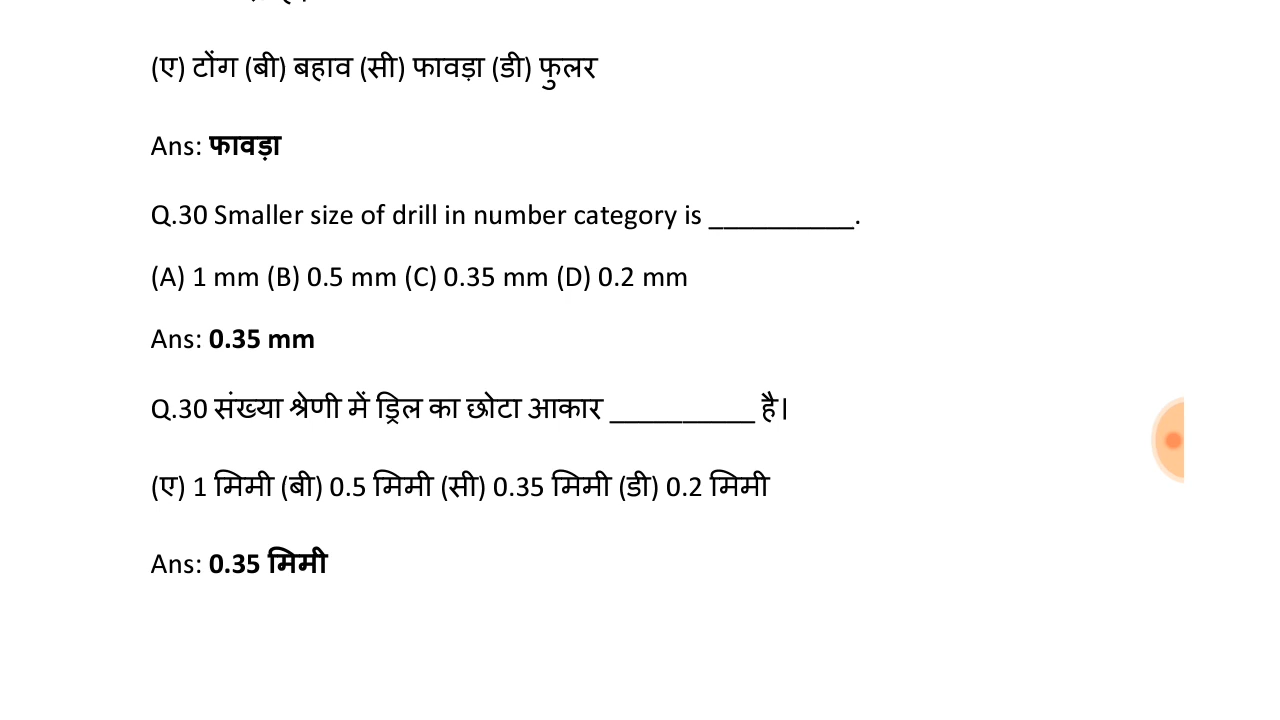 (ए) टोंग (बी) बहाव (सी) फावड़ा (डी) फुलर
Ans: फावड़ा
Q.30 Smaller size of drill in number category is __________.
(A) 1 mm (B) 0.5 mm (C) 0.35 mm (D) 0.2 mm
Ans: 0.35 mm
Q.30 संख्या श्रेणी में ड्रिल का छोटा आकार __________ है।
(ए) 1 मिमी (बी) 0.5 मिमी (सी) 0.35 मिमी (डी) 0.2 मिमी
Ans: 0.35 मिमी